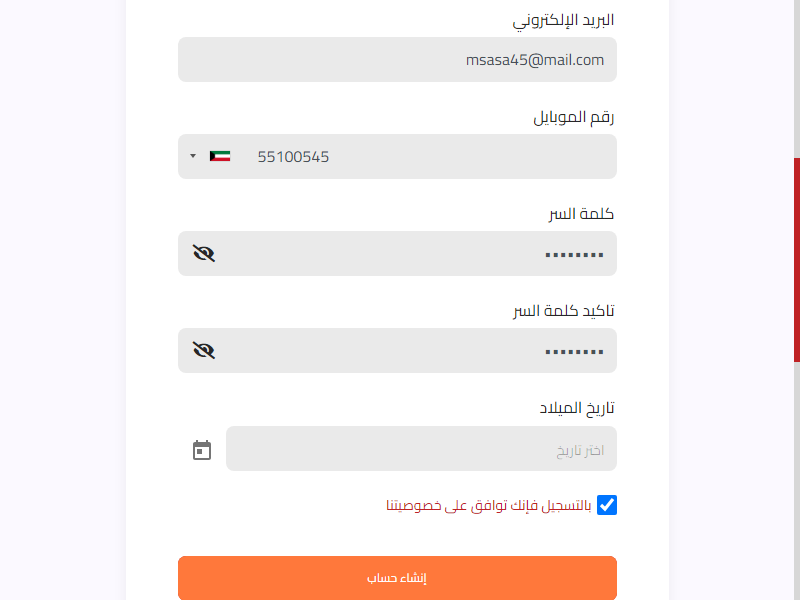 البريد الإلكتروني
msasa45@mail.com
رقم الموبايل
55100545
كلمة السر
••••••••
تاكيد كلمة السر
••••••••
تاريخ الميلاد
اختر تاريخ
بالتسجيل فإنك توافق على خصوصيتنا
إنشاء حساب